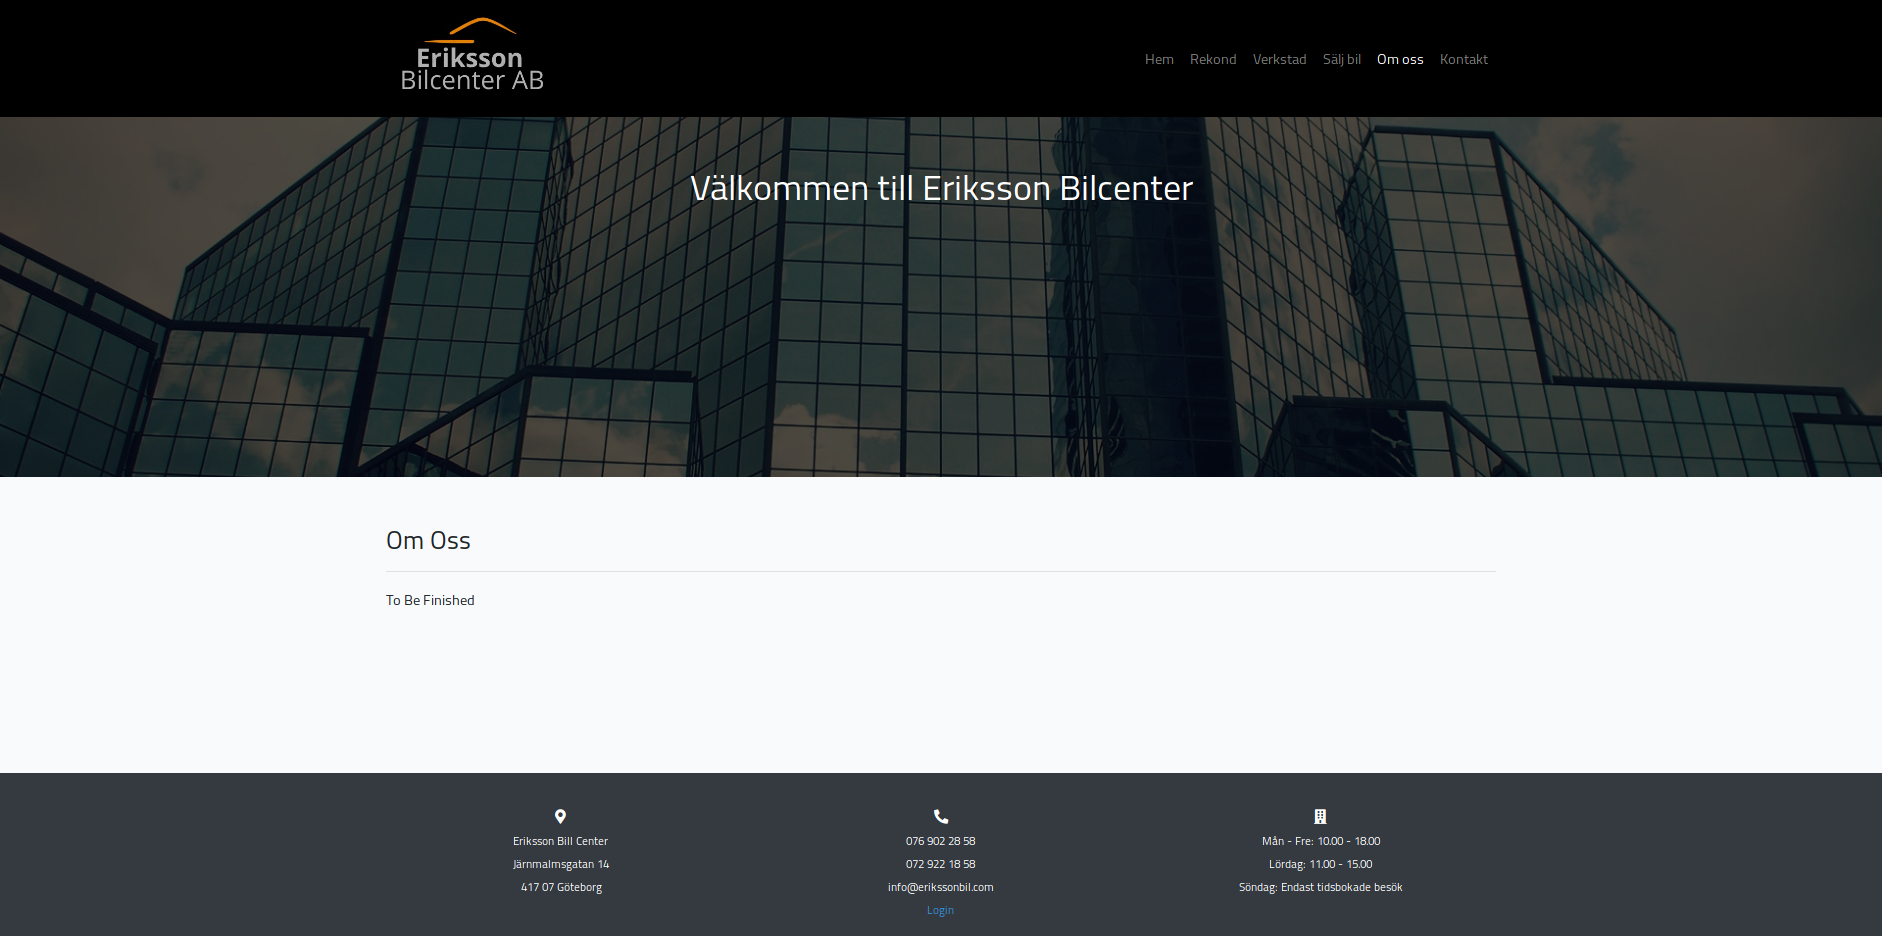 Eriksson
Bilcenter AB
Hem Rekond Verkstad Sälj bil Om oss Kontakt
Välkommen till Eriksson Bilcenter
Om Oss
To Be Finished
Eriksson Bill Center
Järnmalmsgatan 14
417 07 Göteborg
076 902 28 58
072 922 18 58
info@erikssonbil.com
Login
Mån - Fre: 10.00 - 18.00
Lördag: 11.00 - 15.00
Söndag: Endast tidsbokade besök